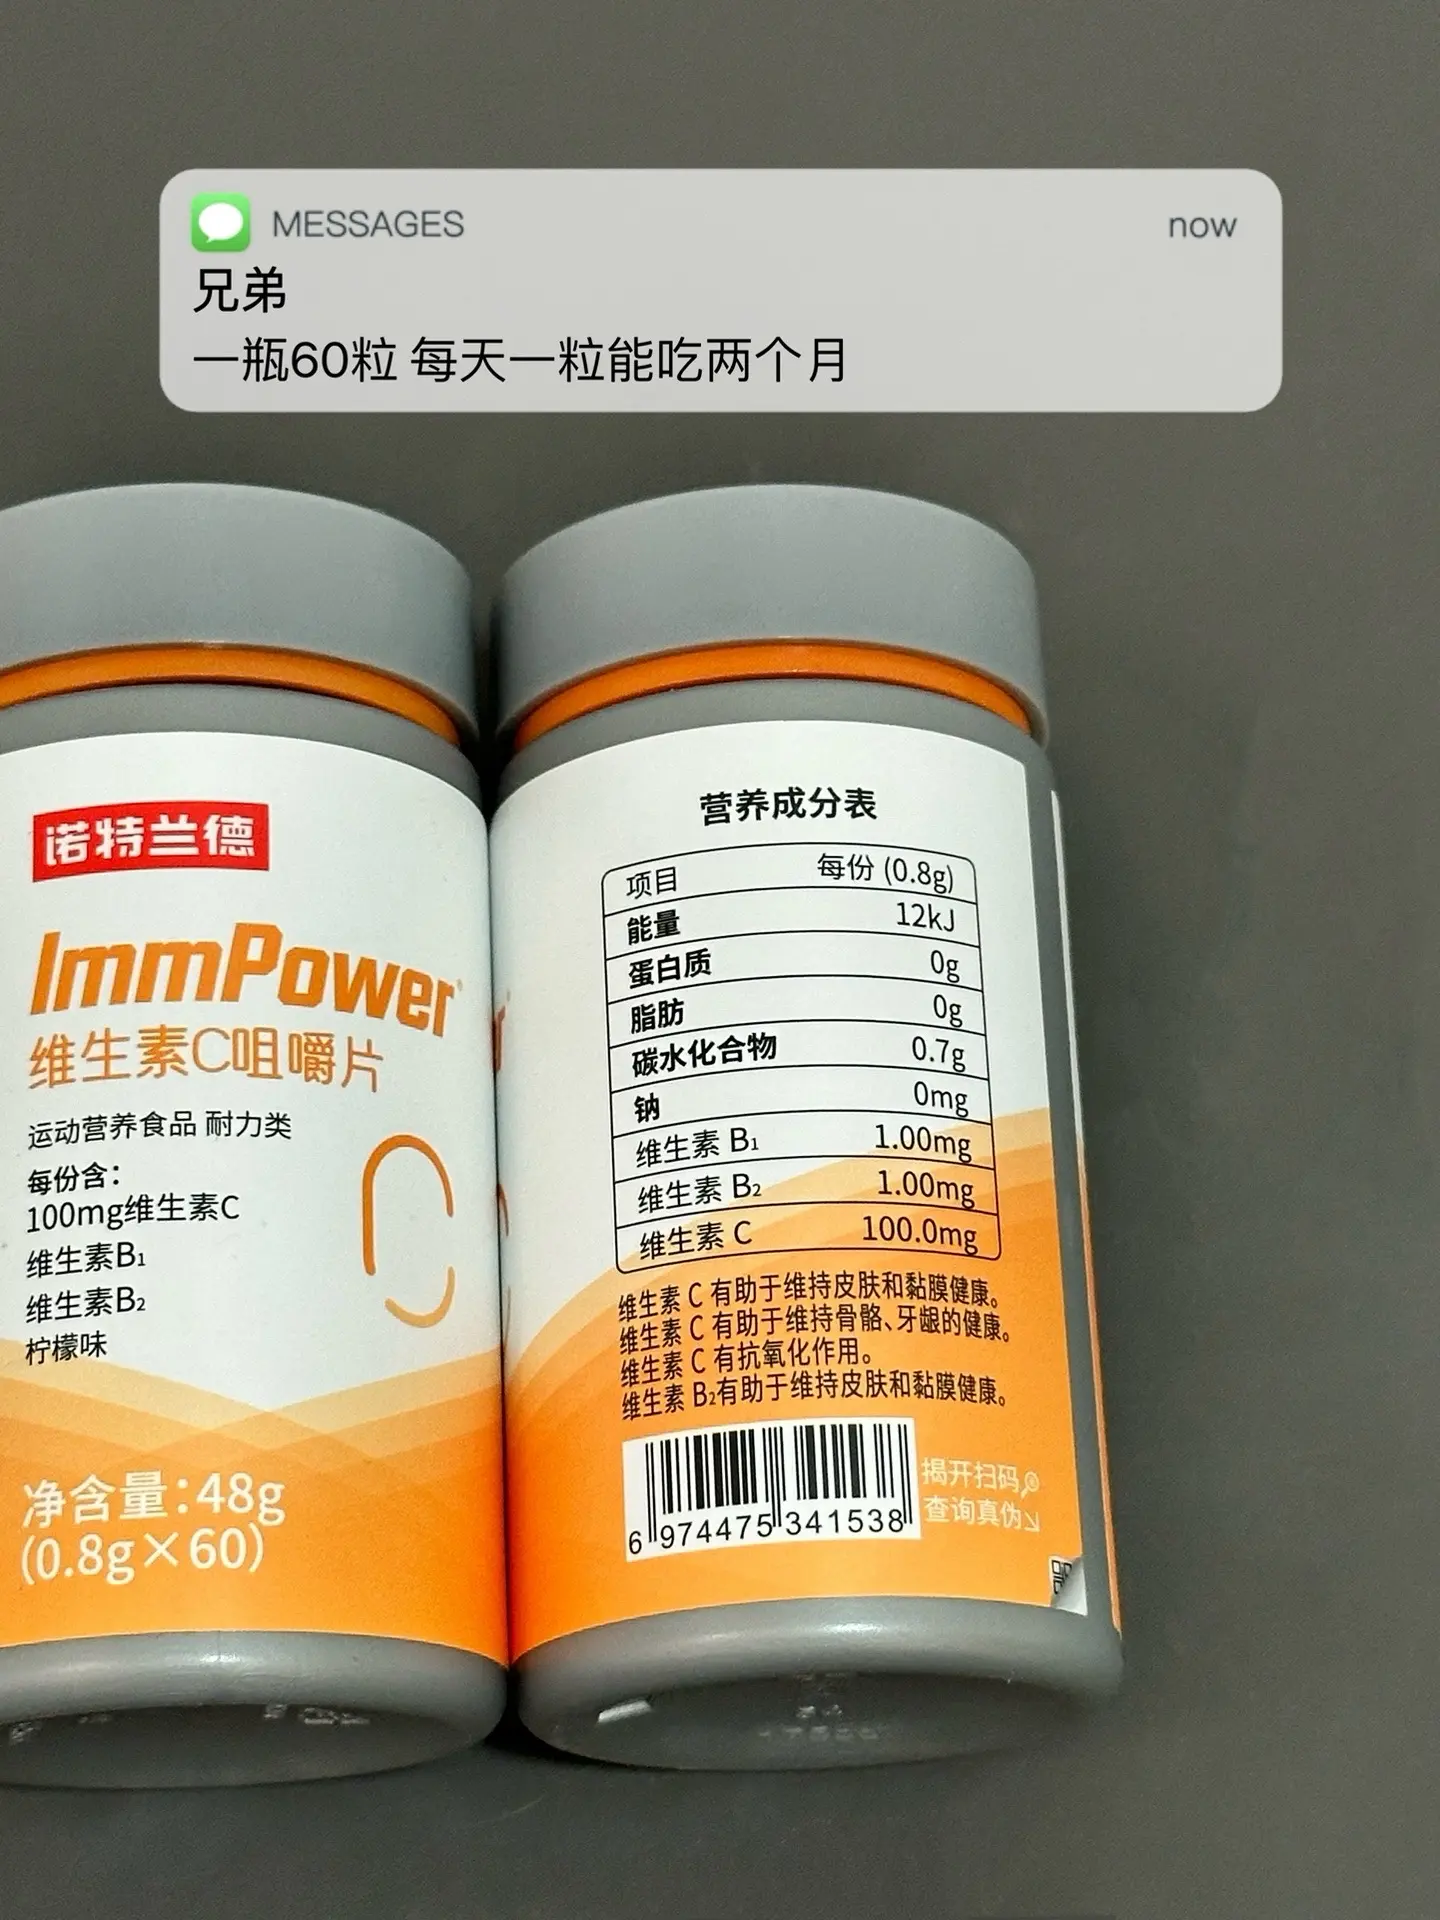 MESSAGES
now
兄弟
一瓶60粒 每天一粒能吃两个月
诺特兰德
ImmPower
维生素C咀嚼片
运动营养食品 耐力类
每份含：
100mg维生素C
维生素B₁
维生素B₂
柠檬味
净含量：48g
(0.8g×60)
营养成分表
项目 每份 (0.8g)
能量 12kJ
蛋白质 0g
脂肪 0g
碳水化合物 0.7g
钠 0mg
维生素 B₁ 1.00mg
维生素 B₂ 1.00mg
维生素 C 100.0mg
维生素 C 有助于维持皮肤和黏膜健康。
维生素 C 有助于维持骨骼、牙龈的健康。
维生素 C 有抗氧化作用。
维生素 B₂有助于维持皮肤和黏膜健康。
6 974475 341538
揭开扫码
查询真伪